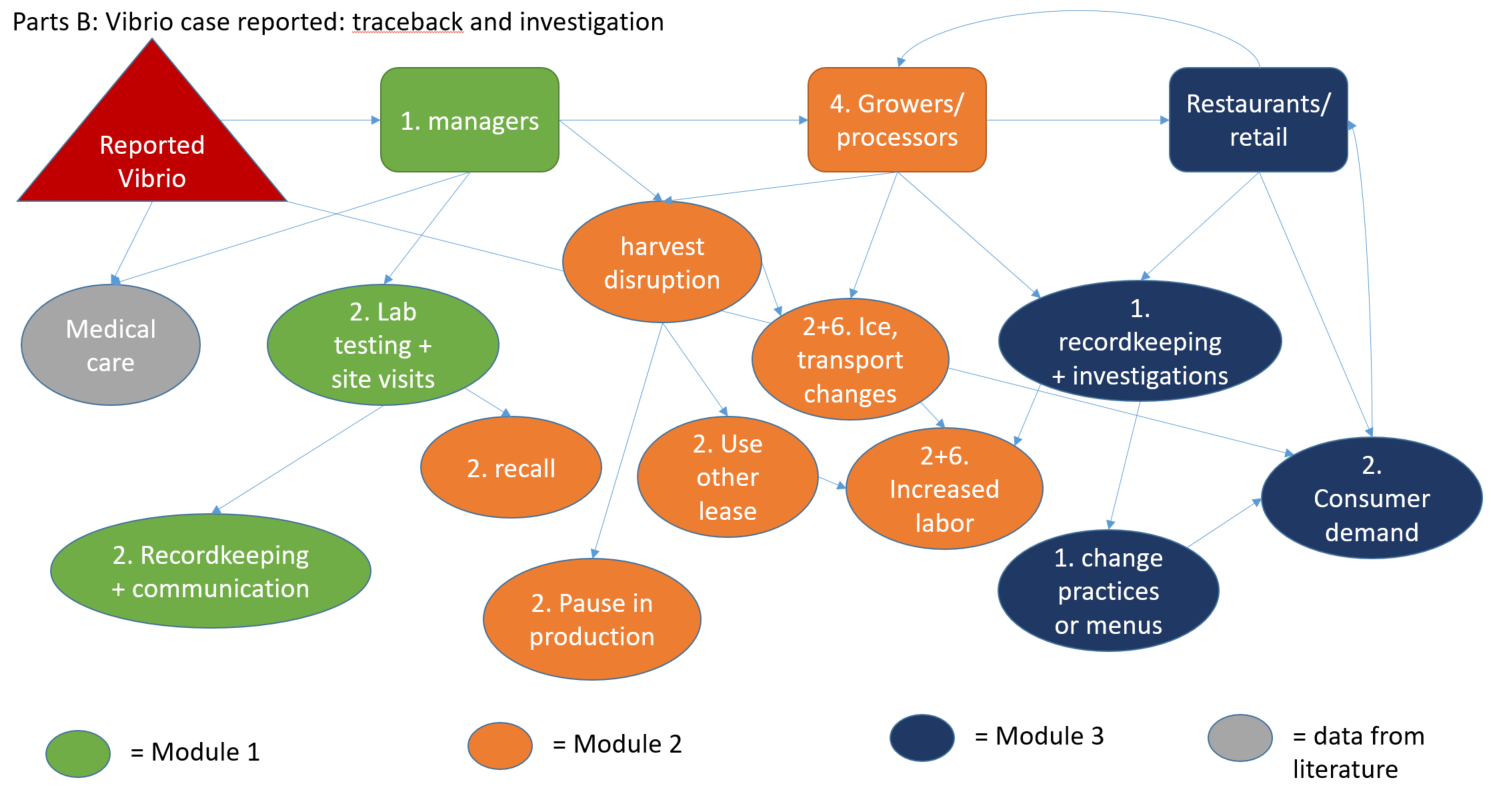 Parts B: Vibrio case reported: traceback and investigation
Reported
Vibrio
1. managers
4. Growers/
processors
Restaurants/
retail
harvest
disruption
Medical
care
2. Lab
testing +
site visits
2+6. Ice,
transport
changes
1.
recordkeeping
+ investigations
2. recall
2. Use
other
lease
2+6.
Increased
labor
2.
Consumer
demand
2. Recordkeeping
+ communication
2. Pause in
production
1. change
practices
or menus
= Module 1
= Module 2
= Module 3
= data from
literature